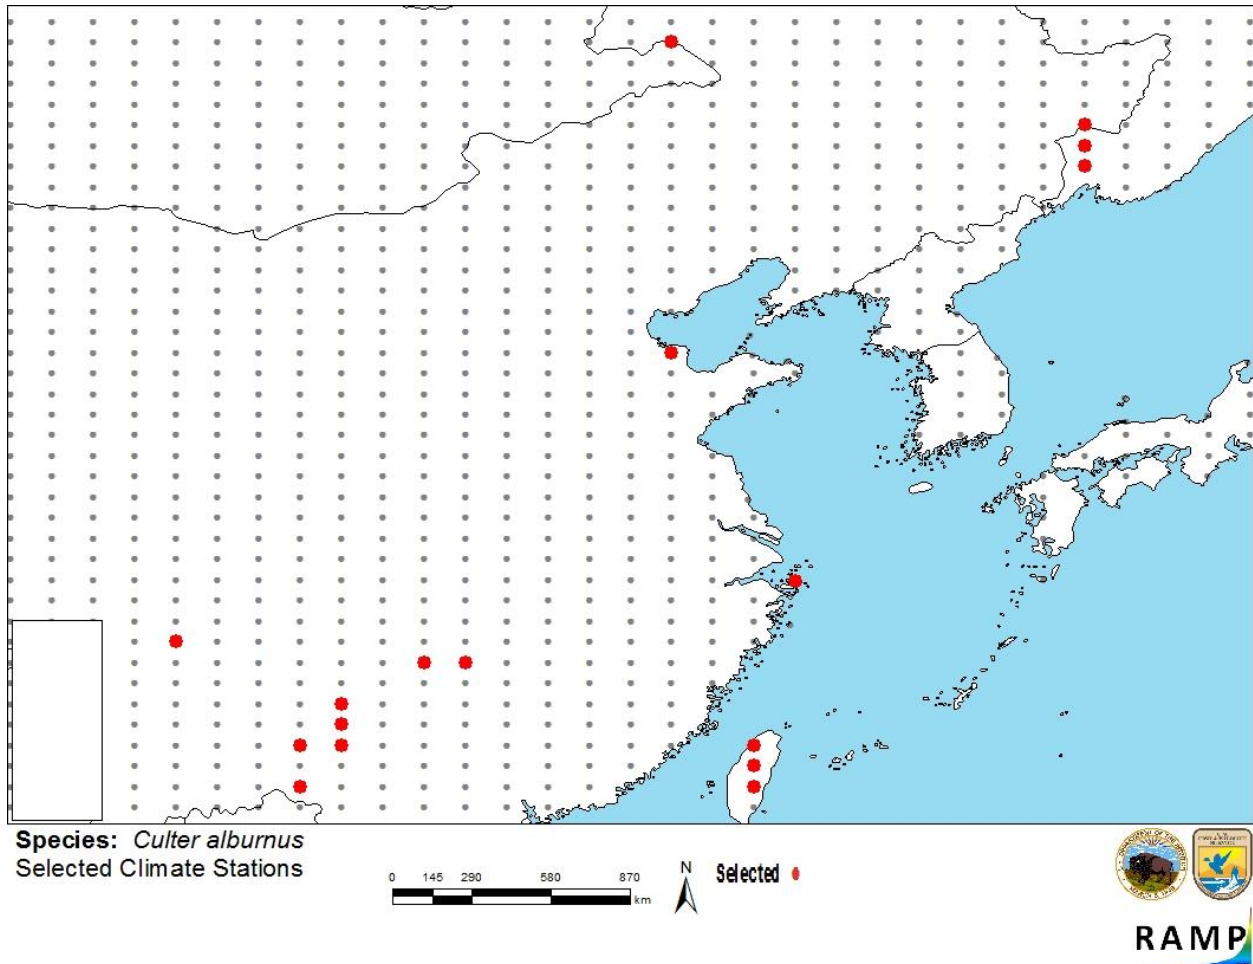 Species: Culter alburnus
Selected Climate Stations
0 145 290 580 870
km
N
Selected
RAMP